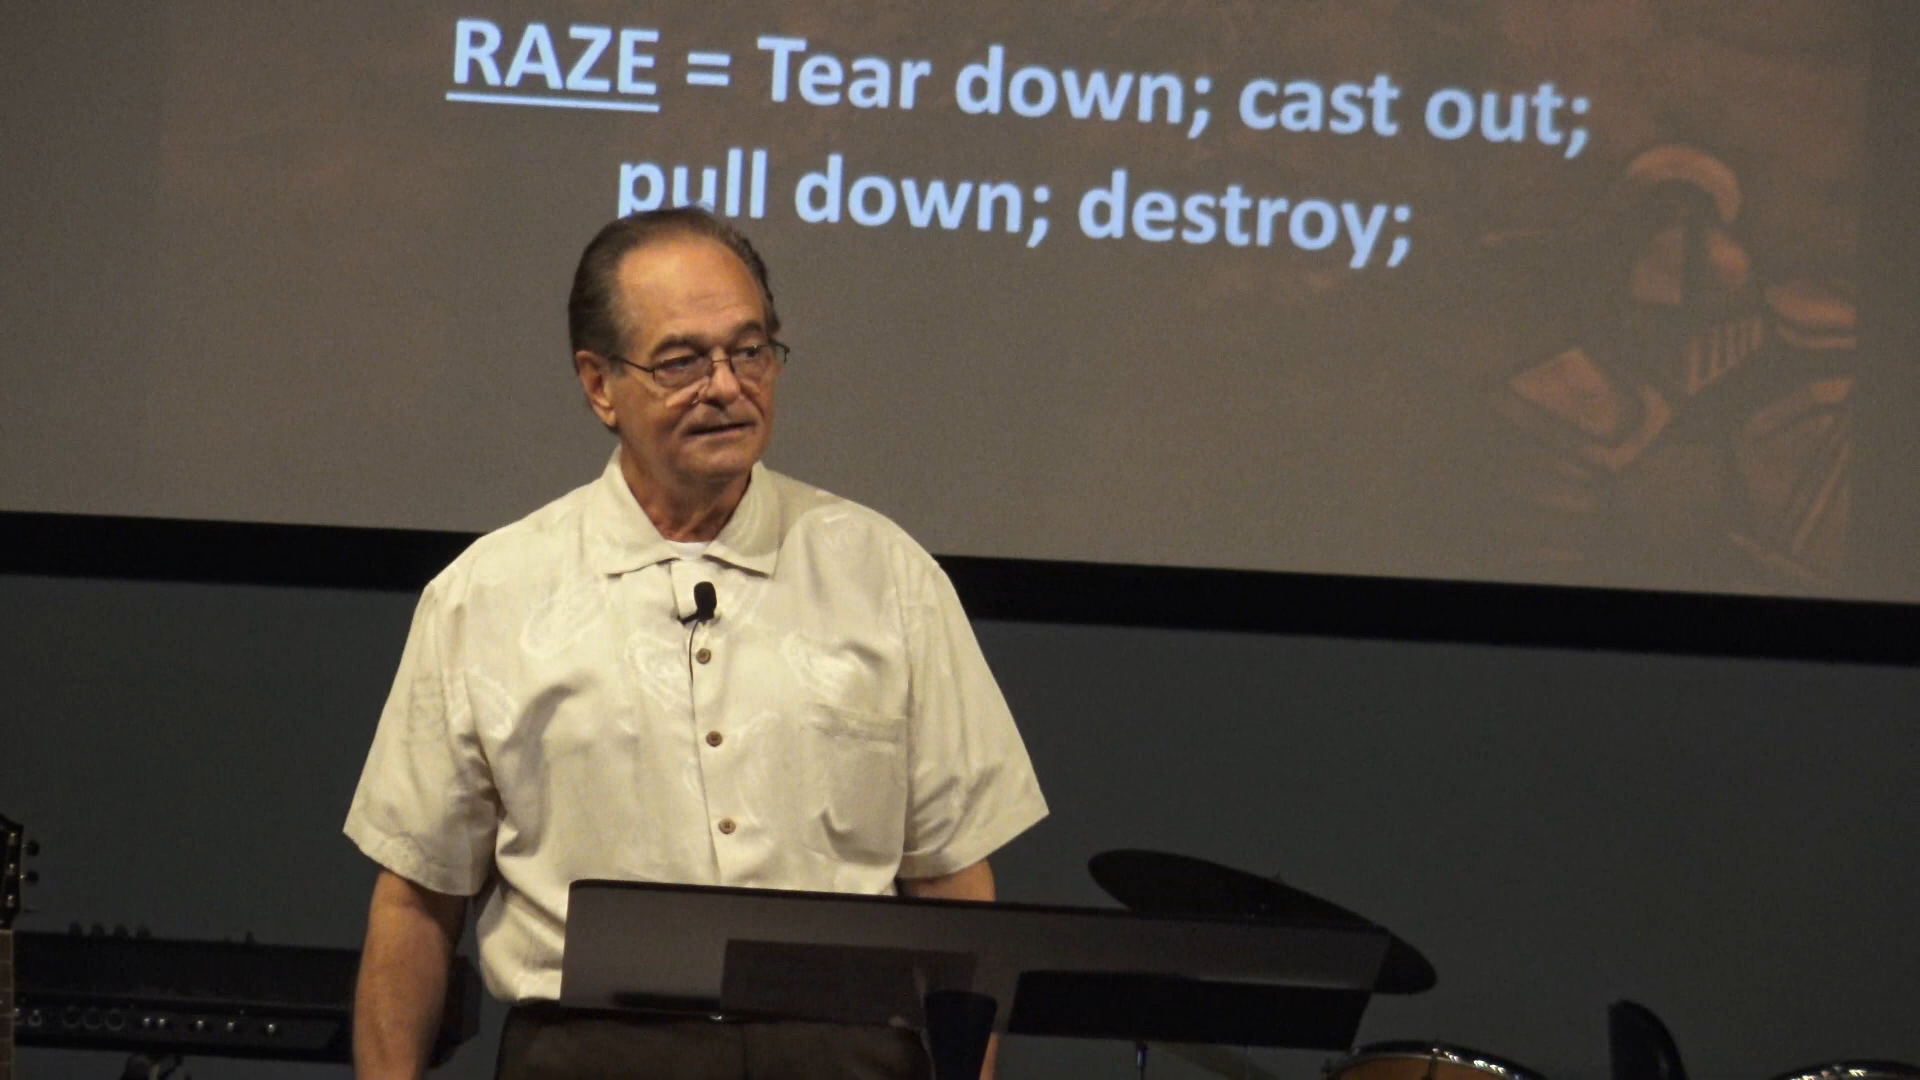 RAZE = Tear down; cast out;
pull down; destroy;